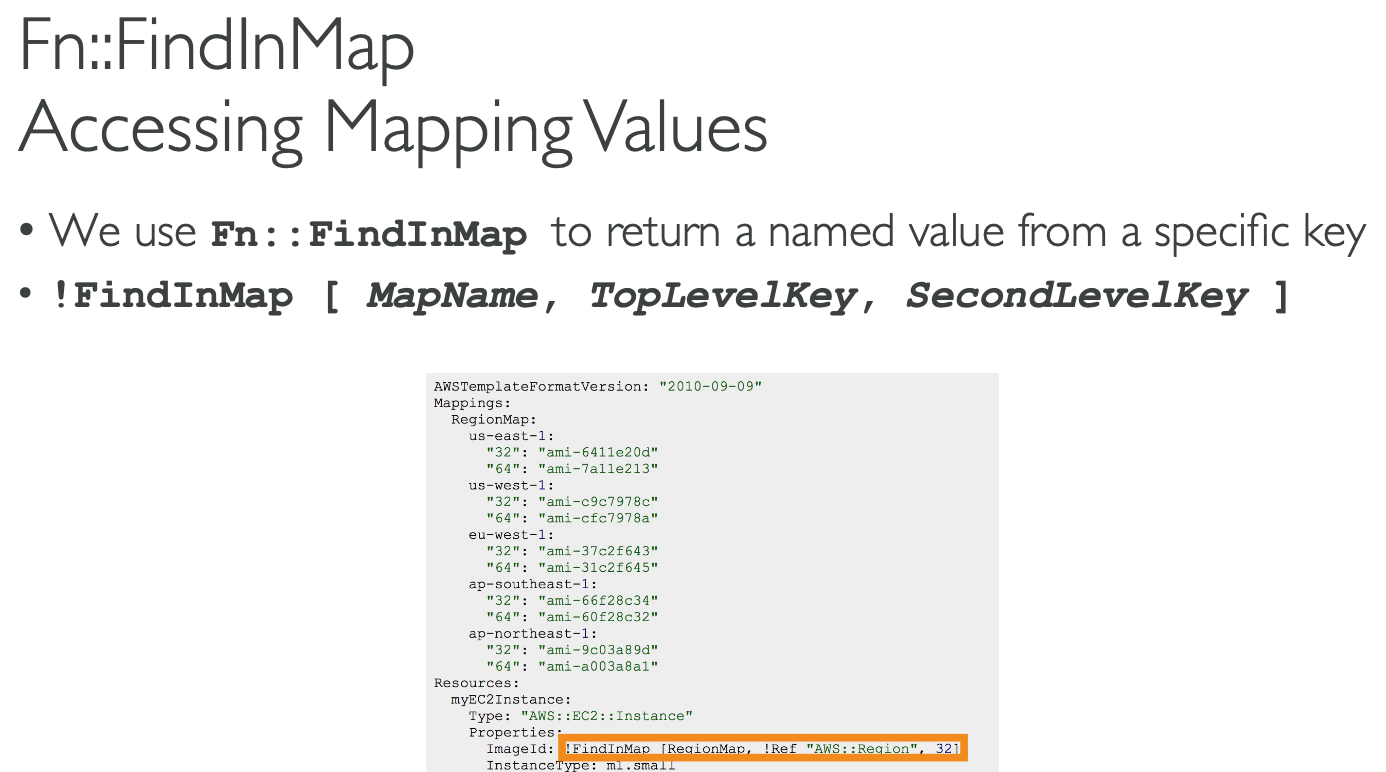 Fn::FindInMap
Accessing Mapping Values
• We use Fn::FindInMap to return a named value from a specific key
• !FindInMap [ MapName, TopLevelKey, SecondLevelKey ]
AWSTemplateFormatVersion: "2010-09-09"
Mappings:
  RegionMap:
    us-east-1:
      "32": "ami-6411e20d"
      "64": "ami-7a11e213"
    us-west-1:
      "32": "ami-c9c7978c"
      "64": "ami-cfc7978a"
    eu-west-1:
      "32": "ami-37c2f643"
      "64": "ami-31c2f645"
    ap-southeast-1:
      "32": "ami-66f28c34"
      "64": "ami-60f28c32"
    ap-northeast-1:
      "32": "ami-9c03a89d"
      "64": "ami-a003a8a1"
Resources:
  myEC2Instance:
    Type: "AWS::EC2::Instance"
    Properties:
      ImageId: !FindInMap [RegionMap, !Ref "AWS::Region", 32]
      InstanceType: m1.small